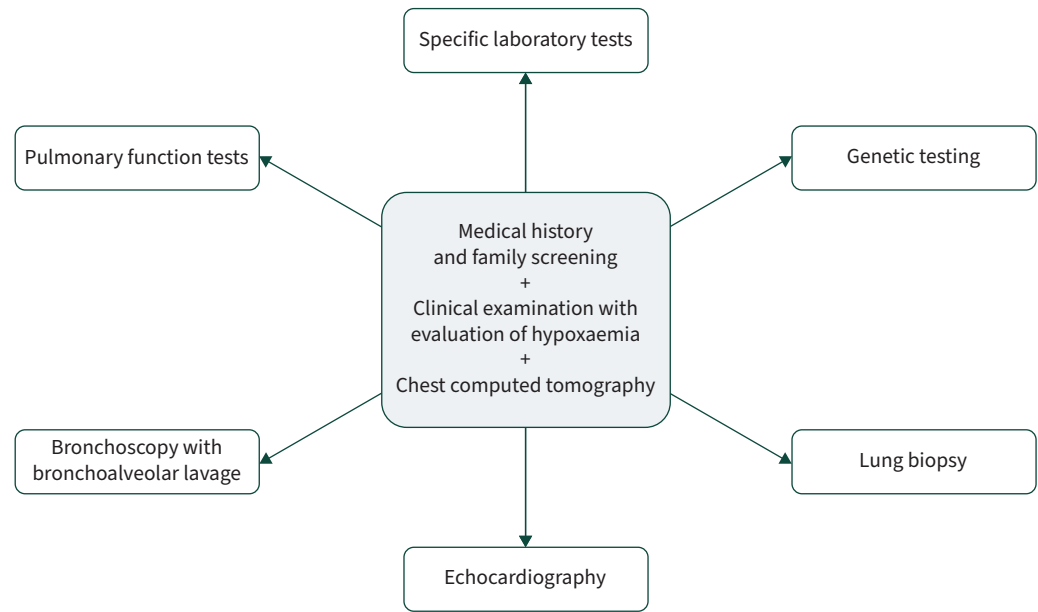 Specific laboratory tests
Pulmonary function tests
Genetic testing
Medical history
and family screening
+
Clinical examination with
evaluation of hypoxaemia
+
Chest computed tomography
Bronchoscopy with
bronchoalveolar lavage
Lung biopsy
Echocardiography